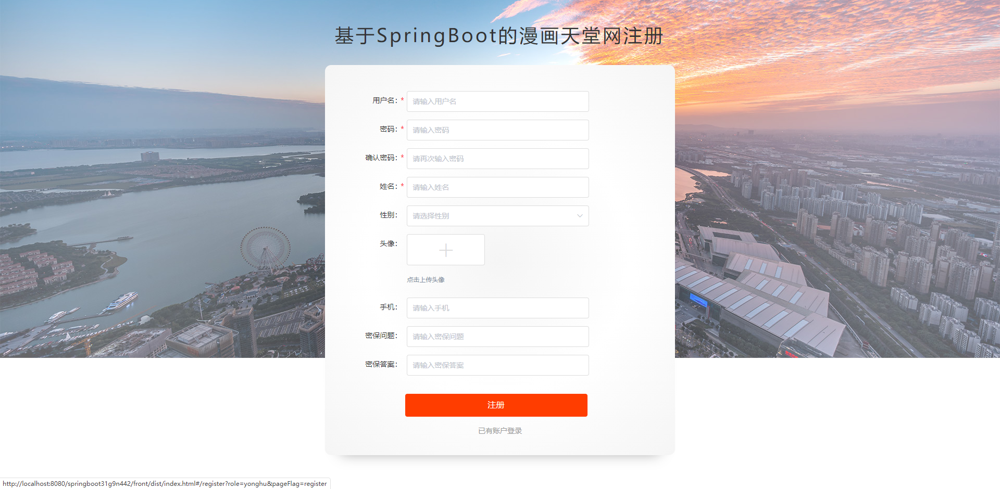 基于SpringBoot的漫画天堂网注册
用户名：* 请输入用户名
密码：* 请输入密码
确认密码：* 请再次输入密码
姓名：* 请输入姓名
性别： 请选择性别
头像：
点击上传头像
手机： 请输入手机
密保问题： 请输入密保问题
密保答案： 请输入密保答案
注册
已有账户登录
http://localhost:8080/springboot31g9n442/front/dist/index.html#/register?role=yonghu&pageFlag=register